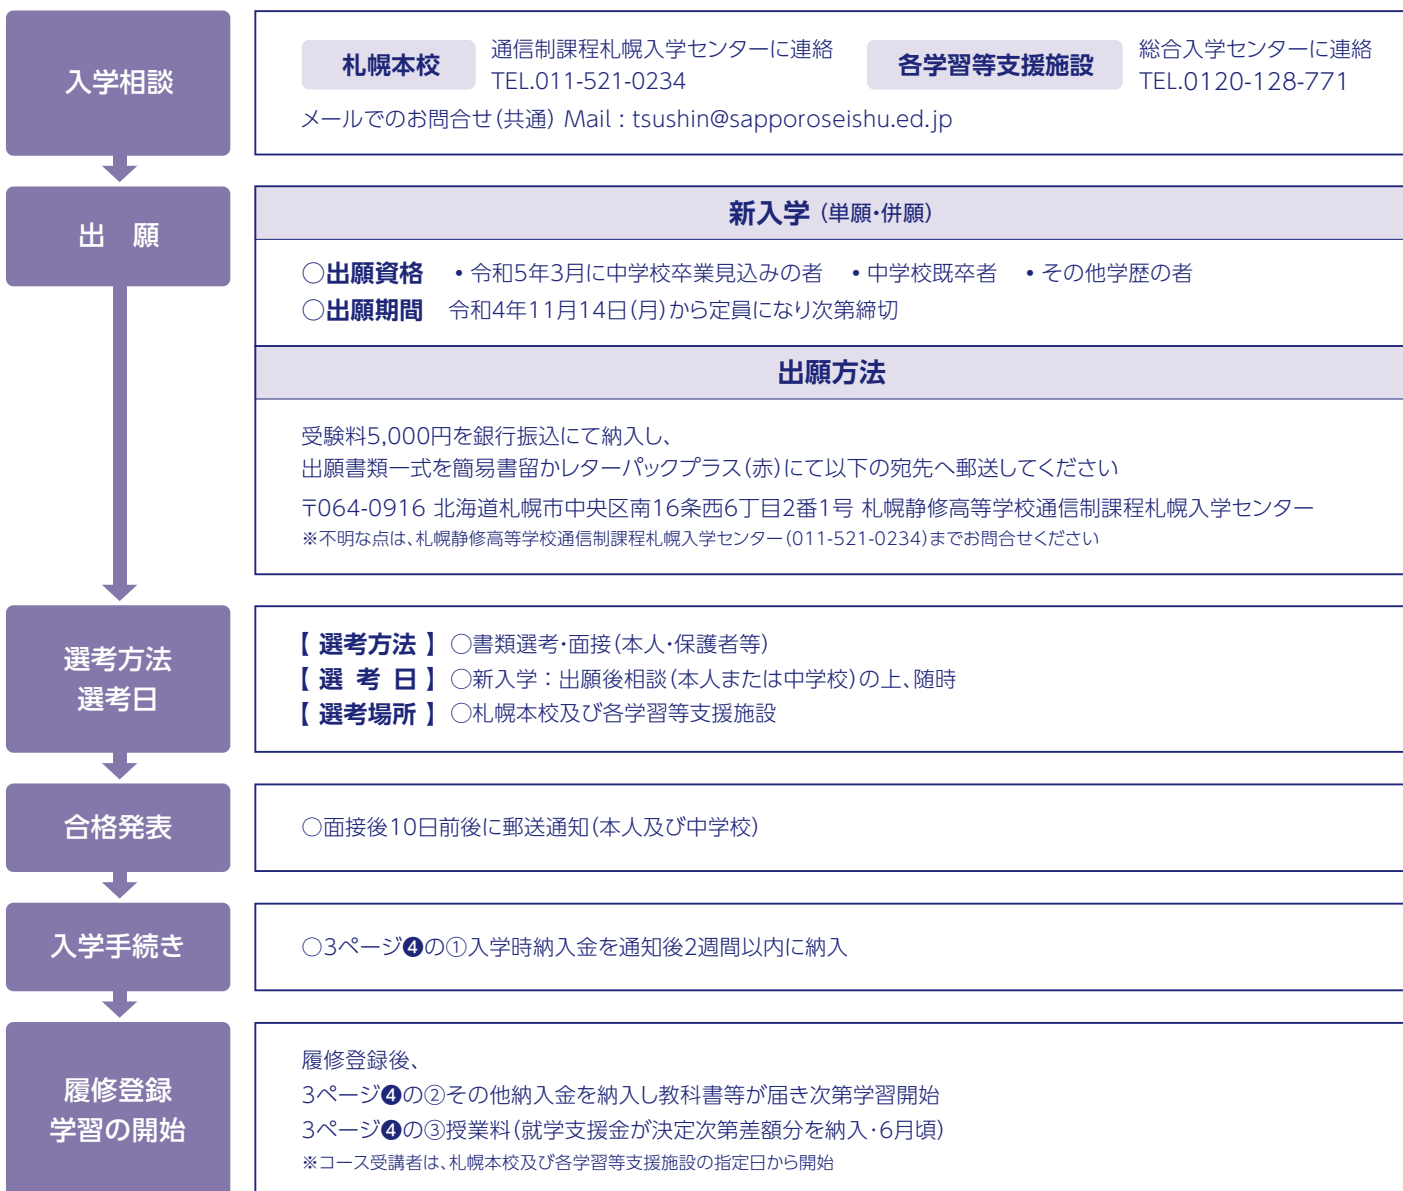 入学相談
札幌本校
通信制課程札幌入学センターに連絡
TEL.011-521-0234
各学習等支援施設
総合入学センターに連絡
TEL.0120-128-771
メールでのお問合せ（共通） Mail：tsushin@sapporoseishu.ed.jp
出　願
新入学（単願・併願）
○出願資格　・令和5年3月に中学校卒業見込みの者　・中学校既卒者　・その他学歴の者
○出願期間　令和4年11月14日（月）から定員になり次第締切
出願方法
受験料5,000円を銀行振込にて納入し、
出願書類一式を簡易書留かレターパックプラス（赤）にて以下の宛先へ郵送してください
〒064-0916 北海道札幌市中央区南16条西6丁目2番1号 札幌静修高等学校通信制課程札幌入学センター
※不明な点は、札幌静修高等学校通信制課程札幌入学センター（011-521-0234）までお問合せください
選考方法
選考日
【 選考方法 】○書類選考・面接（本人・保護者等）
【 選 考 日 】○新入学：出願後相談（本人または中学校）の上、随時
【 選考場所 】○札幌本校及び各学習等支援施設
合格発表
○面接後10日前後に郵送通知（本人及び中学校）
入学手続き
○3ページ❹の①入学時納入金を通知後2週間以内に納入
履修登録
学習の開始
履修登録後、
3ページ❹の②その他納入金を納入し教科書等が届き次第学習開始
3ページ❹の③授業料（就学支援金が決定次第差額分を納入・6月頃）
※コース受講者は、札幌本校及び各学習等支援施設の指定日から開始